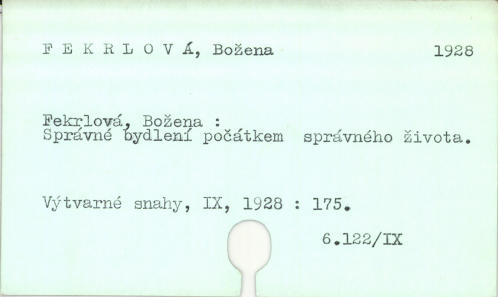 F E K R L O V Á, Božena 1928
Fekrlová, Božena :
Správné bydlení počátkem správného života.
Výtvarné snahy, IX, 1928 : 175.
6.122/IX